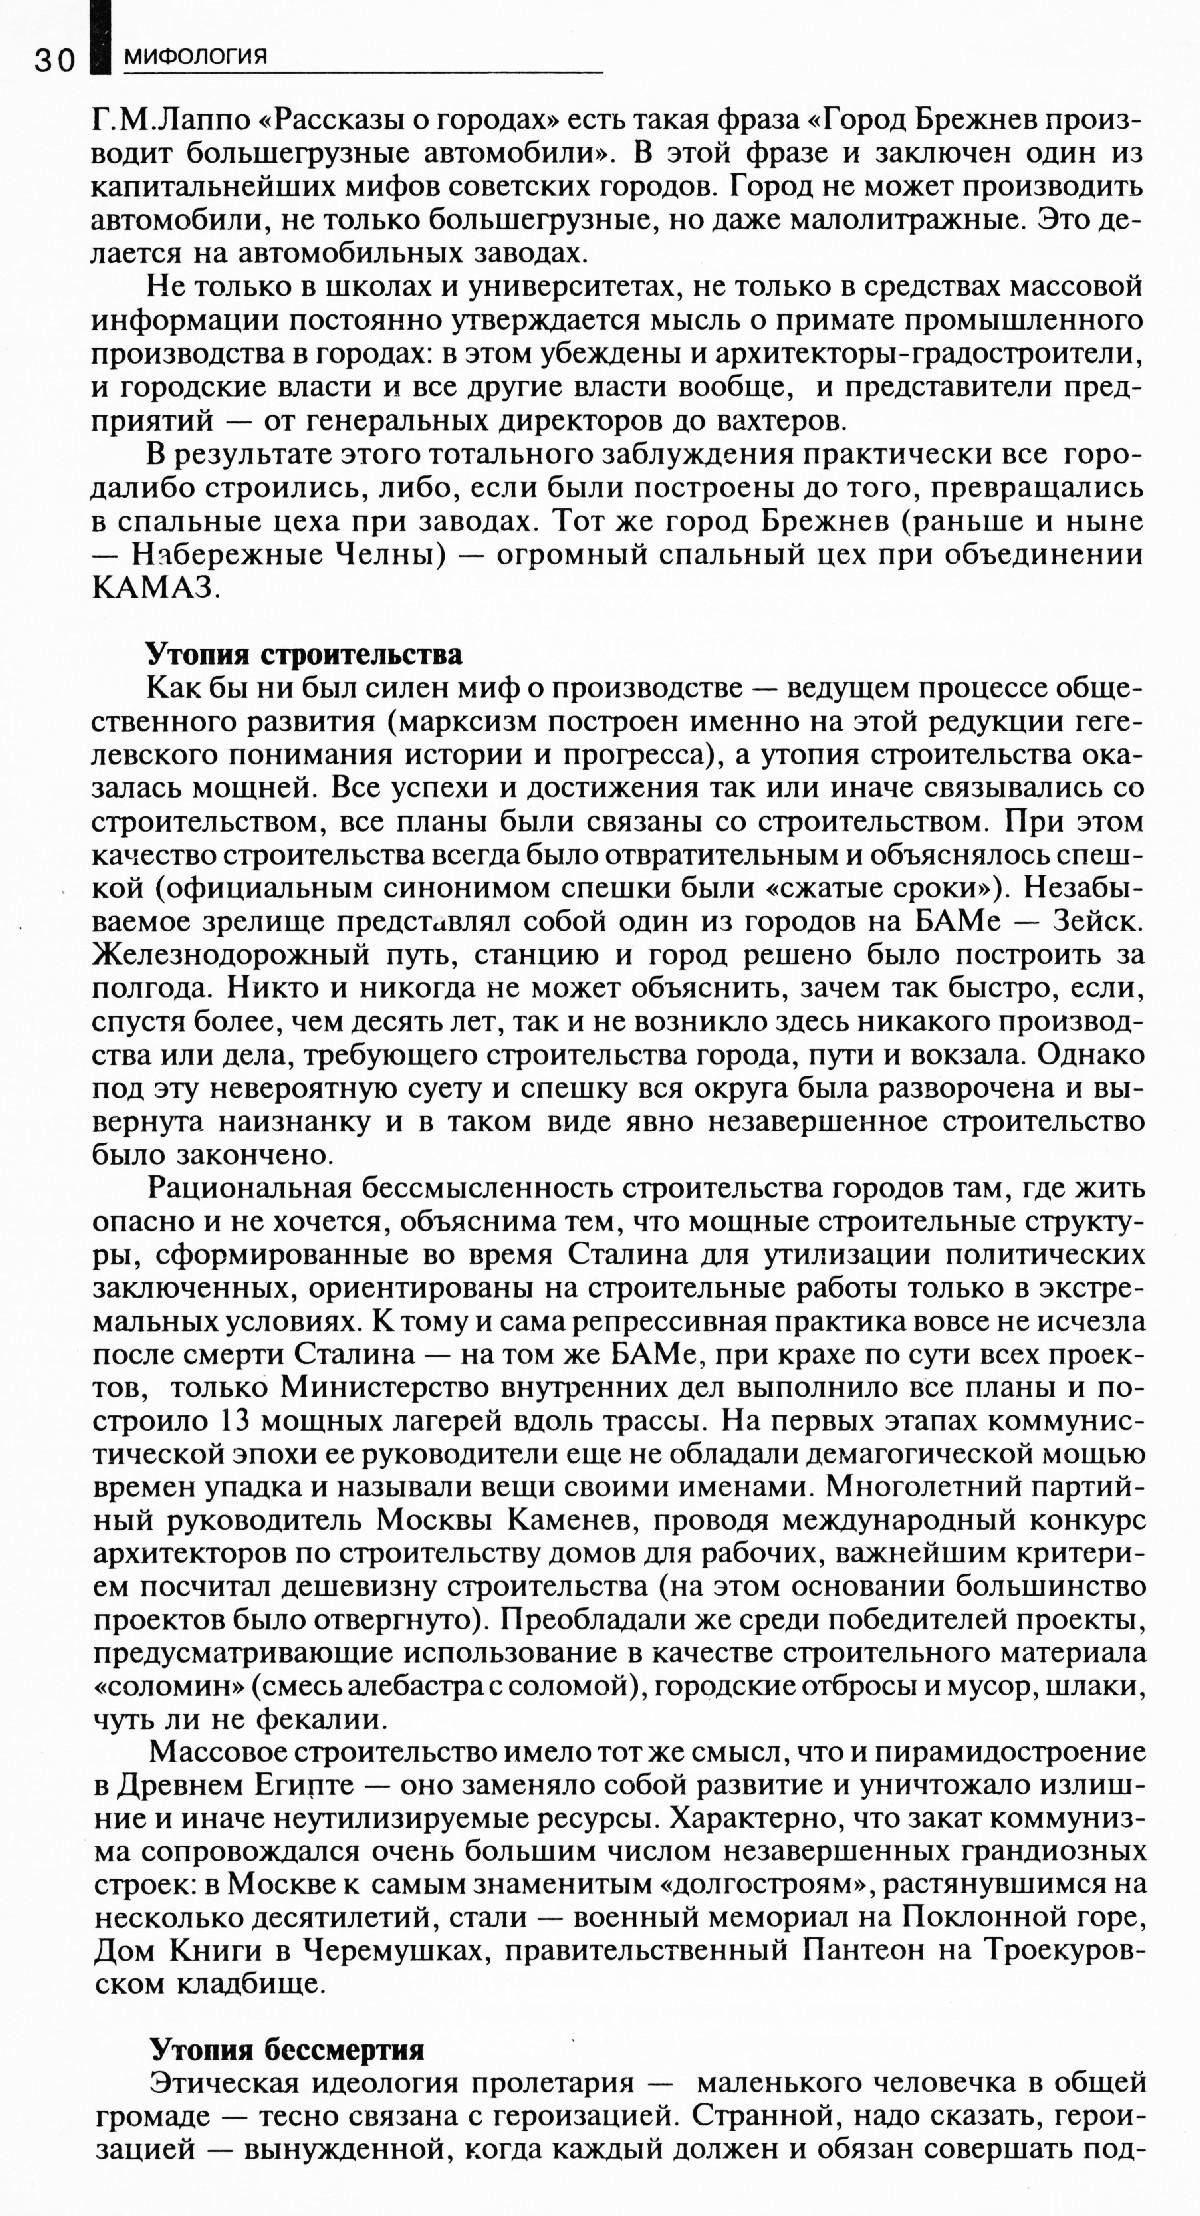 30
МИФОЛОГИЯ
Г.М.Лаппо «Рассказы о городах» есть такая фраза «Город Брежнев произ-
водит большегрузные автомобили». В этой фразе и заключен один из
капитальнейших мифов советских городов. Город не может производить
автомобили, не только большегрузные, но даже малолитражные. Это де-
лается на автомобильных заводах.
Не только в школах и университетах, не только в средствах массовой
информации постоянно утверждается мысль о примате промышленного
производства в городах: в этом убеждены и архитекторы-градостроители,
и городские власти и все другие власти вообще, и представители пред-
приятий — от генеральных директоров до вахтеров.
В результате этого тотального заблуждения практически все горо-
далибо строились, либо, если были построены до того, превращались
в спальные цеха при заводах. Тот же город Брежнев (раньше и ныне
— Набережные Челны) — огромный спальный цех при объединении
КАМАЗ.
Утопия строительства
Как бы ни был силен миф о производстве — ведущем процессе обще-
ственного развития (марксизм построен именно на этой редукции геге-
левского понимания истории и прогресса), а утопия строительства ока-
залась мощней. Все успехи и достижения так или иначе связывались со
строительством, все планы были связаны со строительством. При этом
качество строительства всегда было отвратительным и объяснялось спеш-
кой (официальным синонимом спешки были «сжатые сроки»). Незабы-
ваемое зрелище представлял собой один из городов на БАМе — Зейск.
Железнодорожный путь, станцию и город решено было построить за
полгода. Никто и никогда не может объяснить, зачем так быстро, если,
спустя более, чем десять лет, так и не возникло здесь никакого производ-
ства или дела, требующего строительства города, пути и вокзала. Однако
под эту невероятную суету и спешку вся округа была разворочена и вы-
вернута наизнанку и в таком виде явно незавершенное строительство
было закончено.
Рациональная бессмысленность строительства городов там, где жить
опасно и не хочется, объяснима тем, что мощные строительные структу-
ры, сформированные во время Сталина для утилизации политических
заключенных, ориентированы на строительные работы только в экстре-
мальных условиях. К тому и сама репрессивная практика вовсе не исчезла
после смерти Сталина — на том же БАМе, при крахе по сути всех проек-
тов, только Министерство внутренних дел выполнило все планы и по-
строило 13 мощных лагерей вдоль трассы. На первых этапах коммунис-
тической эпохи ее руководители еще не обладали демагогической мощью
времен упадка и называли вещи своими именами. Многолетний партий-
ный руководитель Москвы Каменев, проводя международный конкурс
архитекторов по строительству домов для рабочих, важнейшим критери-
ем посчитал дешевизну строительства (на этом основании большинство
проектов было отвергнуто). Преобладали же среди победителей проекты,
предусматривающие использование в качестве строительного материала
«соломин» (смесь алебастра с соломой), городские отбросы и мусор, шлаки,
чуть ли не фекалии.
Массовое строительство имело тот же смысл, что и пирамидостроение
в Древнем Египте — оно заменяло собой развитие и уничтожало излиш-
ние и иначе неутилизируемые ресурсы. Характерно, что закат коммуниз-
ма сопровождался очень большим числом незавершенных грандиозных
строек: в Москве к самым знаменитым «долгостроям», растянувшимся на
несколько десятилетий, стали — военный мемориал на Поклонной горе,
Дом Книги в Черемушках, правительственный Пантеон на Троекуров-
ском кладбище.
Утопия бессмертия
Этическая идеология пролетария — маленького человечка в общей
громаде — тесно связана с героизацией. Странной, надо сказать, герои-
зацией — вынужденной, когда каждый должен и обязан совершать под-